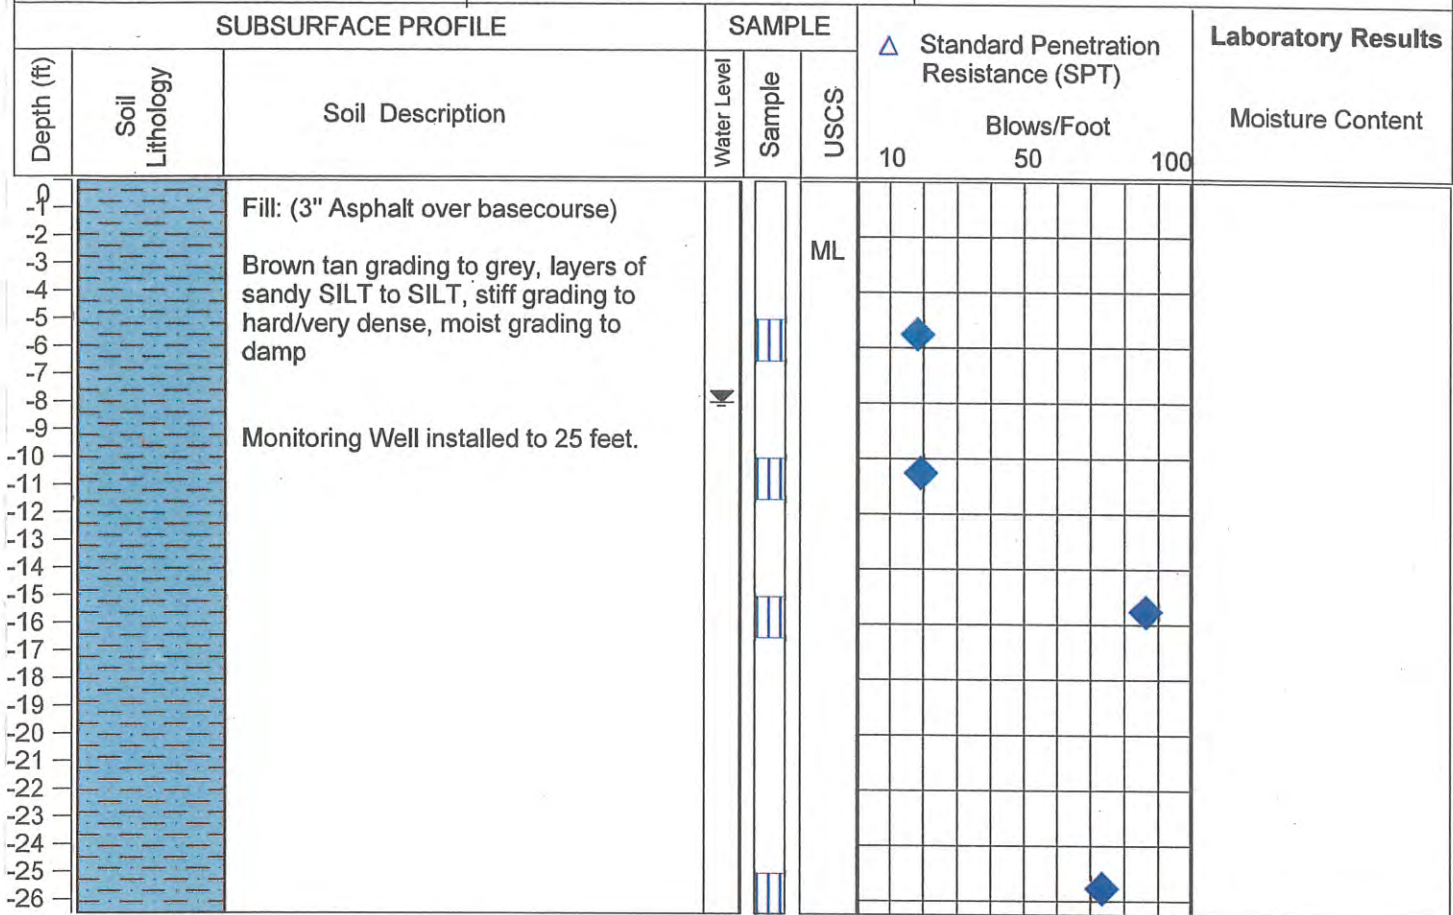 SUBSURFACE PROFILE
SAMPLE
Depth (ft)
Soil
Lithology
Soil Description
Water Level
Sample
USCS
Standard Penetration
Resistance (SPT)
Blows/Foot
10 50 100
Laboratory Results
Moisture Content
0
-1
-2
-3
-4
-5
-6
-7
-8
-9
-10
-11
-12
-13
-14
-15
-16
-17
-18
-19
-20
-21
-22
-23
-24
-25
-26
Fill: (3" Asphalt over basecourse)
Brown tan grading to grey, layers of
sandy SILT to SILT, stiff grading to
hard/very dense, moist grading to
damp
Monitoring Well installed to 25 feet.
ML